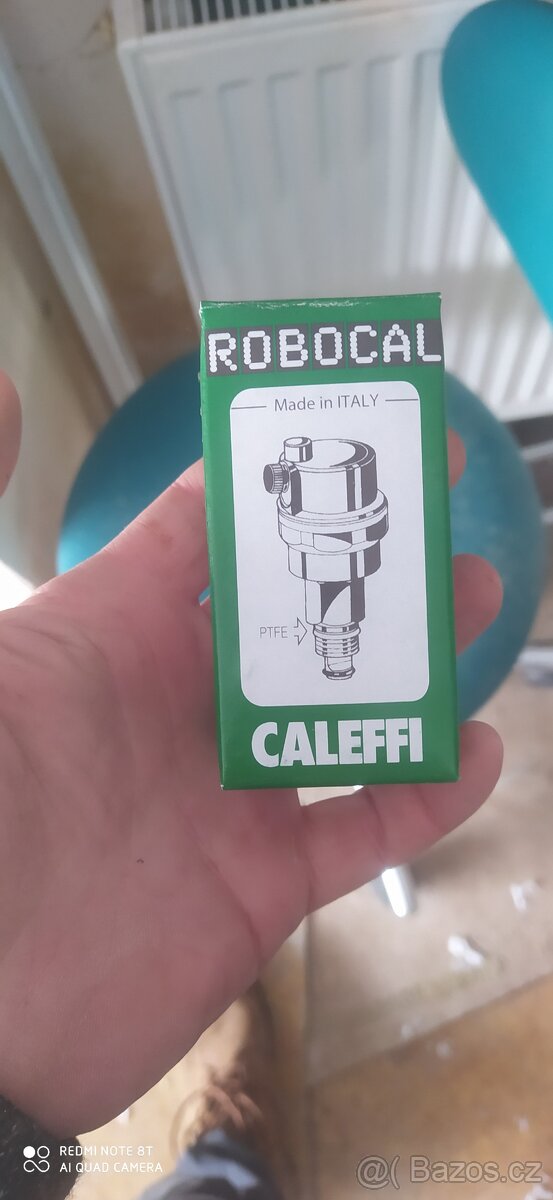 ROBOCAL
Made in ITALY
PTFE
CALEFFI
REDMI NOTE 8T
AI QUAD CAMERA
@( Bazos.cz